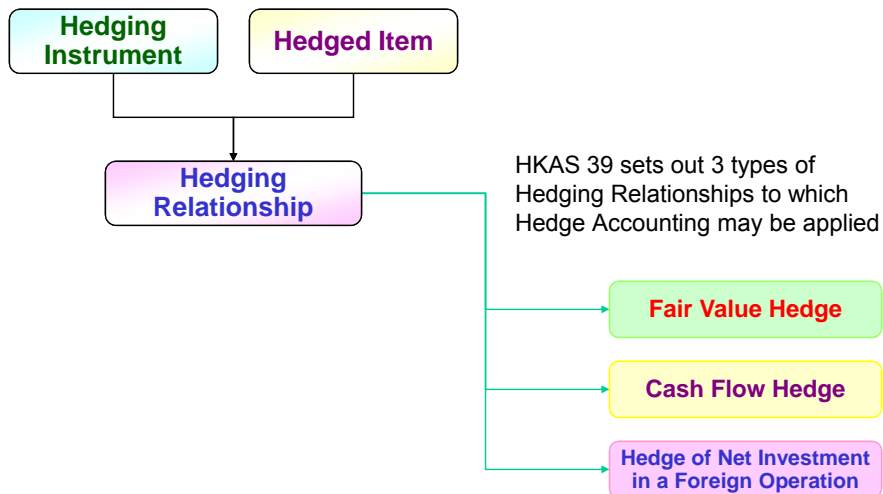 Hedging
Instrument
Hedged Item
Hedging
Relationship
HKAS 39 sets out 3 types of
Hedging Relationships to which
Hedge Accounting may be applied
Fair Value Hedge
Cash Flow Hedge
Hedge of Net Investment
in a Foreign Operation